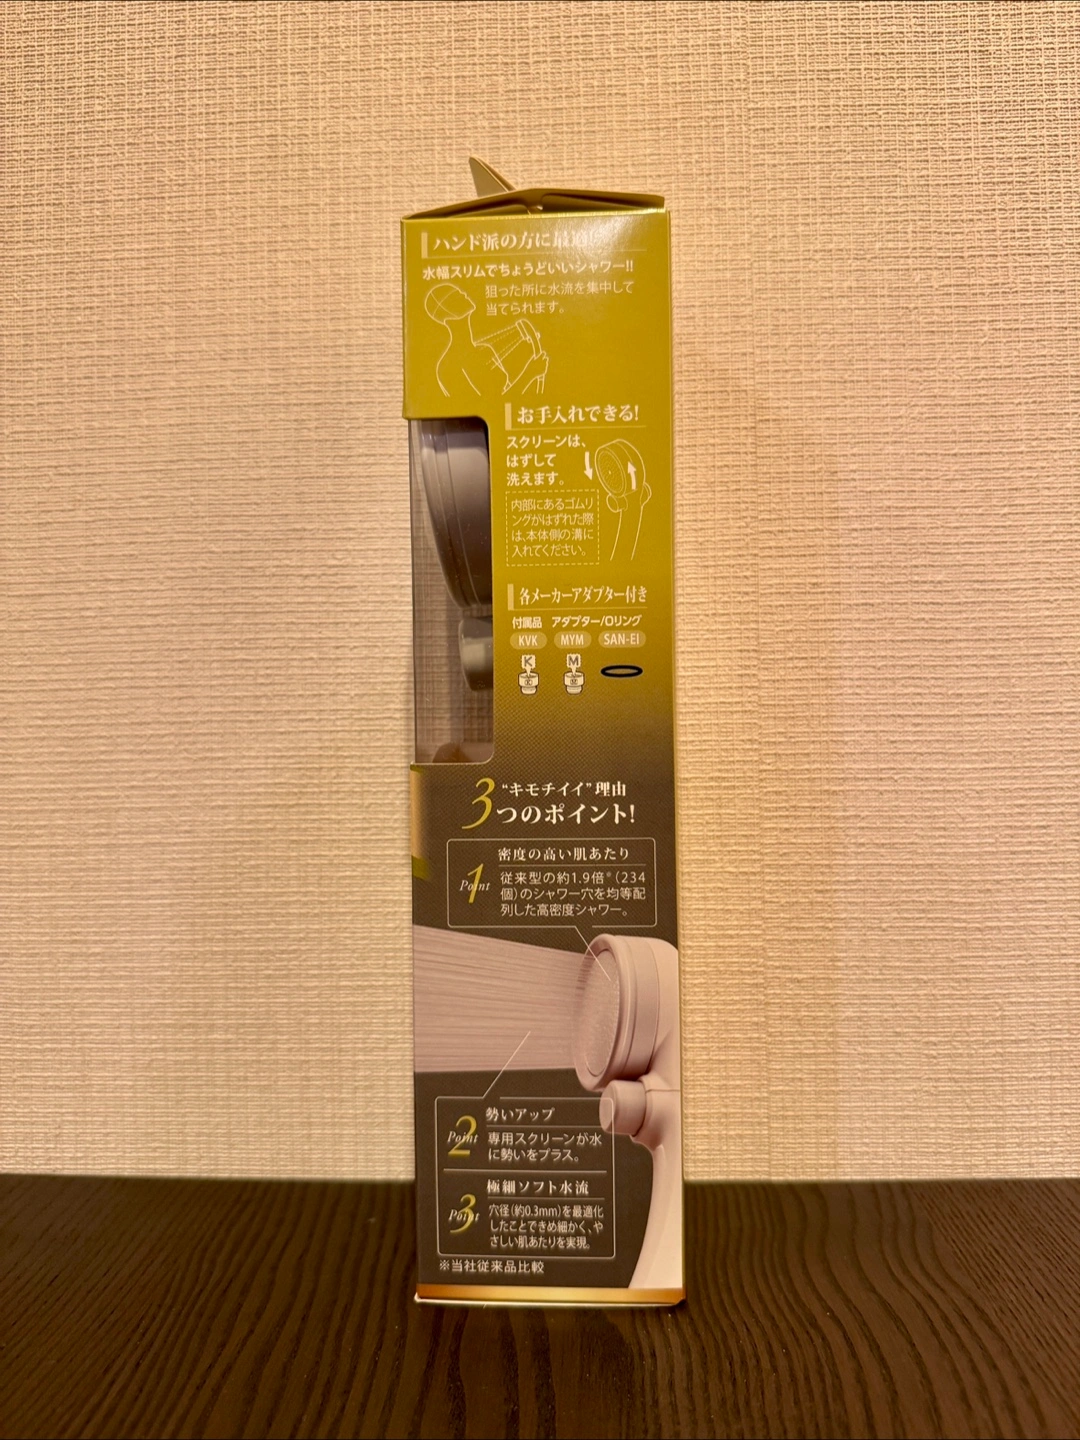 ハンド派の方に最適!
水幅スリムでちょうどいいシャワー!!
狙った所に水流を集中して
当てられます。
お手入れできる!
スクリーンは、
はずして
洗えます。
内部にあるゴムリ
ングがはずれた際
は、本体側の溝に
入れてください。
各メーカーアダプター付き
付属品 アダプター/Oリング
KVK MYM SAN-EI
K M
"キモチイイ"理由
3つのポイント!
Point 1
密度の高い肌あたり
従来型の約1.9倍※(234
個)のシャワー穴を均等配
列した高密度シャワー。
Point 2
勢いアップ
専用スクリーンが水
に勢いをプラス。
Point 3
極細ソフト水流
穴径(約0.3mm)を最適化
したことできめ細かく、や
さしい肌あたりを実現。
※当社従来品比較